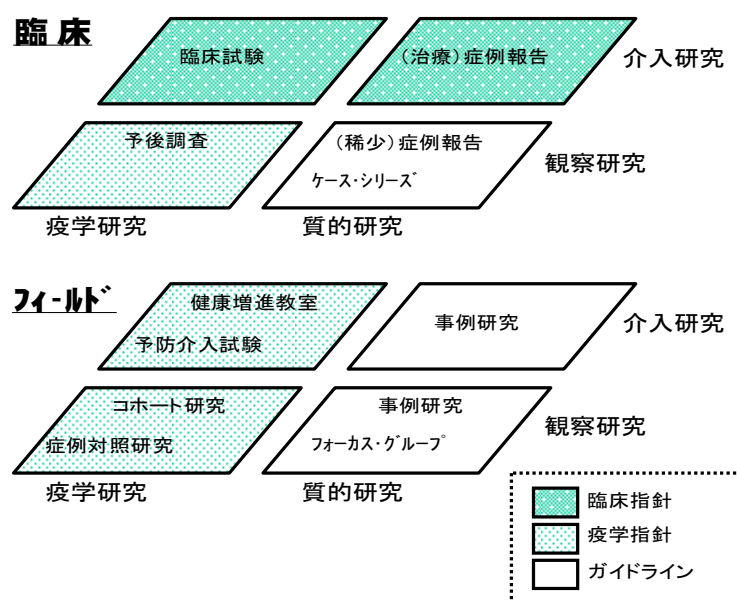 臨床
臨床試験
(治療)症例報告
介入研究
予後調査
(稀少)症例報告
ケース・シリーズ
観察研究
疫学研究
質的研究
フィールド
健康増進教室
予防介入試験
事例研究
介入研究
コホート研究
症例対照研究
事例研究
フォーカス・グループ
観察研究
疫学研究
質的研究
臨床指針
疫学指針
ガイドライン